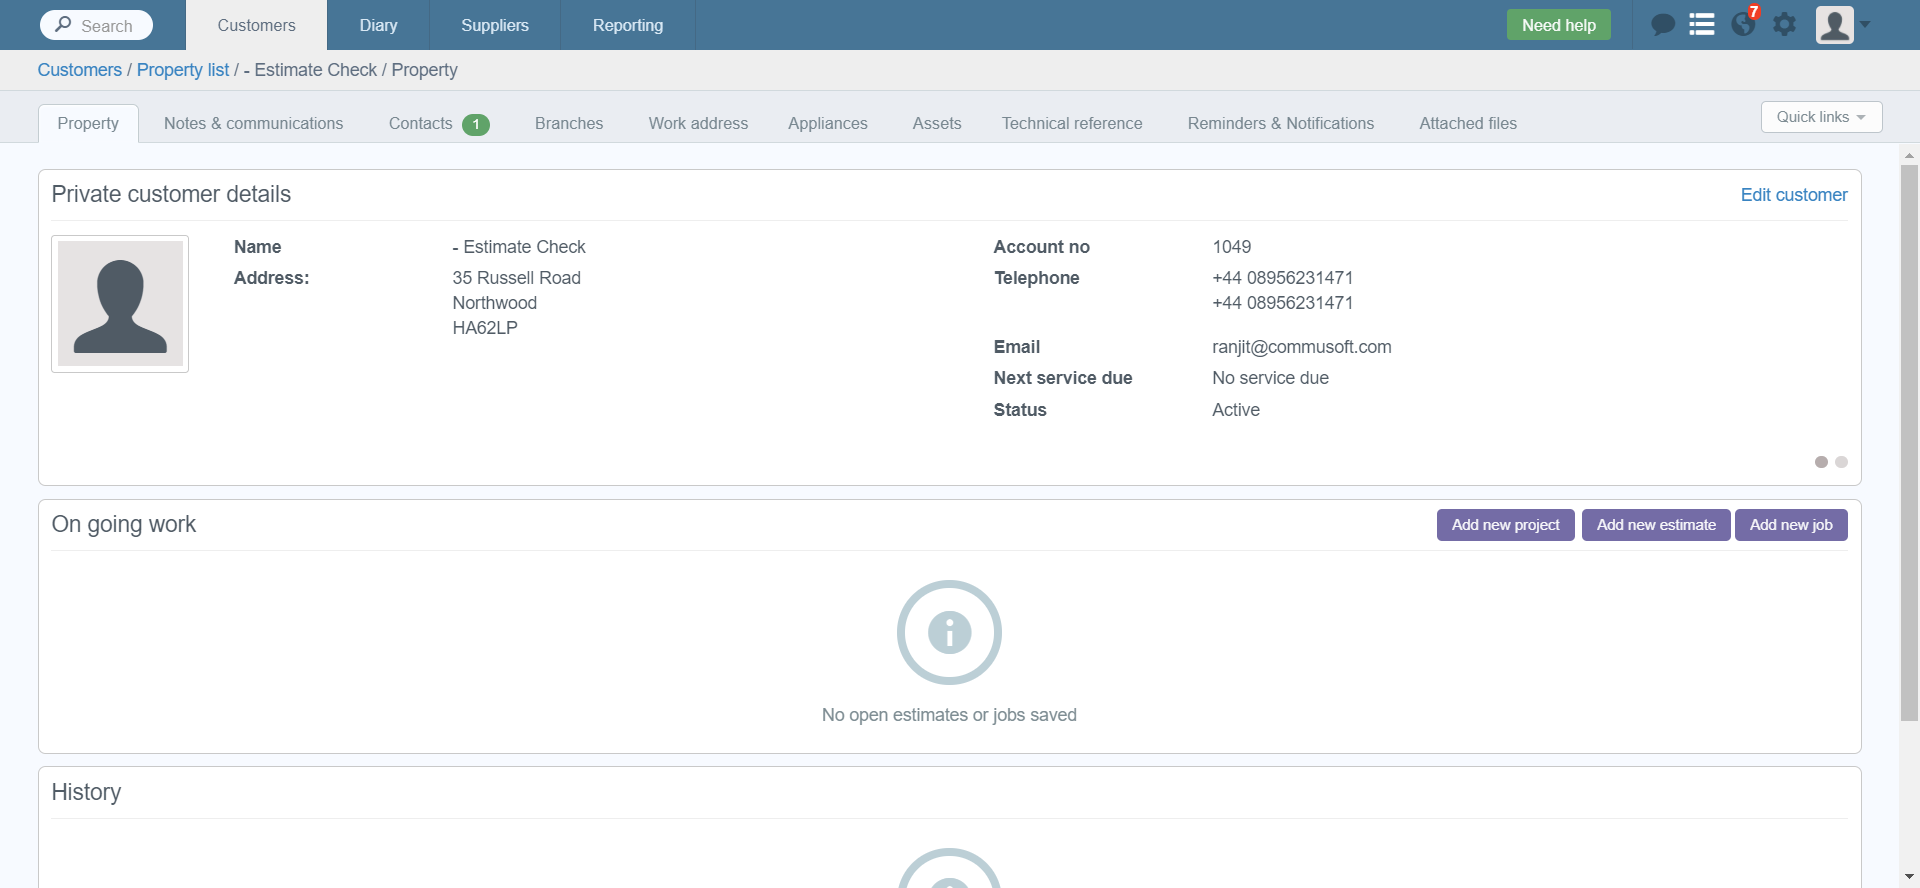 Search
Customers
Diary
Suppliers
Reporting
Need help
7
Customers / Property list / - Estimate Check / Property
Property
Notes & communications
Contacts 1
Branches
Work address
Appliances
Assets
Technical reference
Reminders & Notifications
Attached files
Quick links
Private customer details
Edit customer
Name - Estimate Check
Address: 35 Russell Road
Northwood
HA62LP
Account no 1049
Telephone +44 08956231471
+44 08956231471
Email ranjit@commusoft.com
Next service due No service due
Status Active
On going work
Add new project
Add new estimate
Add new job
No open estimates or jobs saved
History